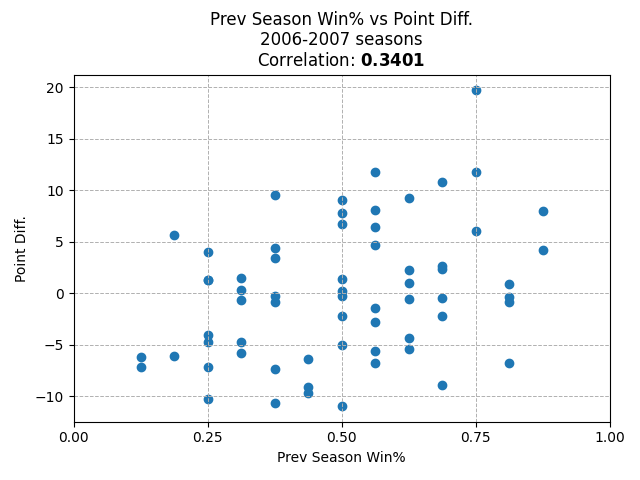 Prev Season Win% vs Point Diff.
2006-2007 seasons
Correlation: 0.3401
20
15
10
5
0
−5
−10
Point Diff.
0.00 0.25 0.50 0.75 1.00
Prev Season Win%